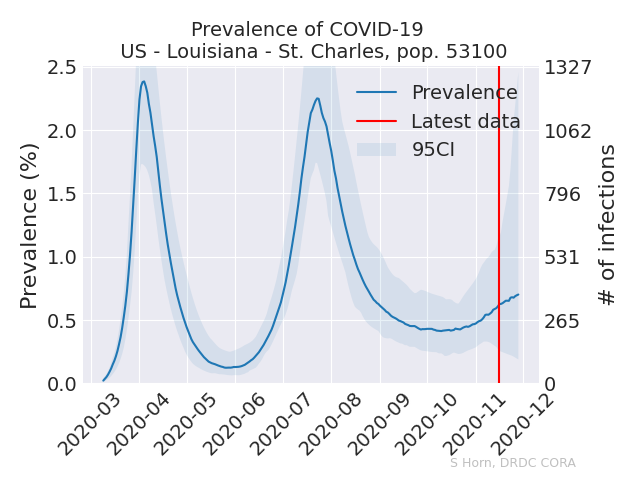 Prevalence of COVID-19
US - Louisiana - St. Charles, pop. 53100
2.5
2.0
1.5
1.0
0.5
0.0
Prevalence (%)
Prevalence
Latest data
95CI
1327
1062
796
531
265
0
# of infections
2020-03
2020-04
2020-05
2020-06
2020-07
2020-08
2020-09
2020-10
2020-11
2020-12
S Horn, DRDC CORA